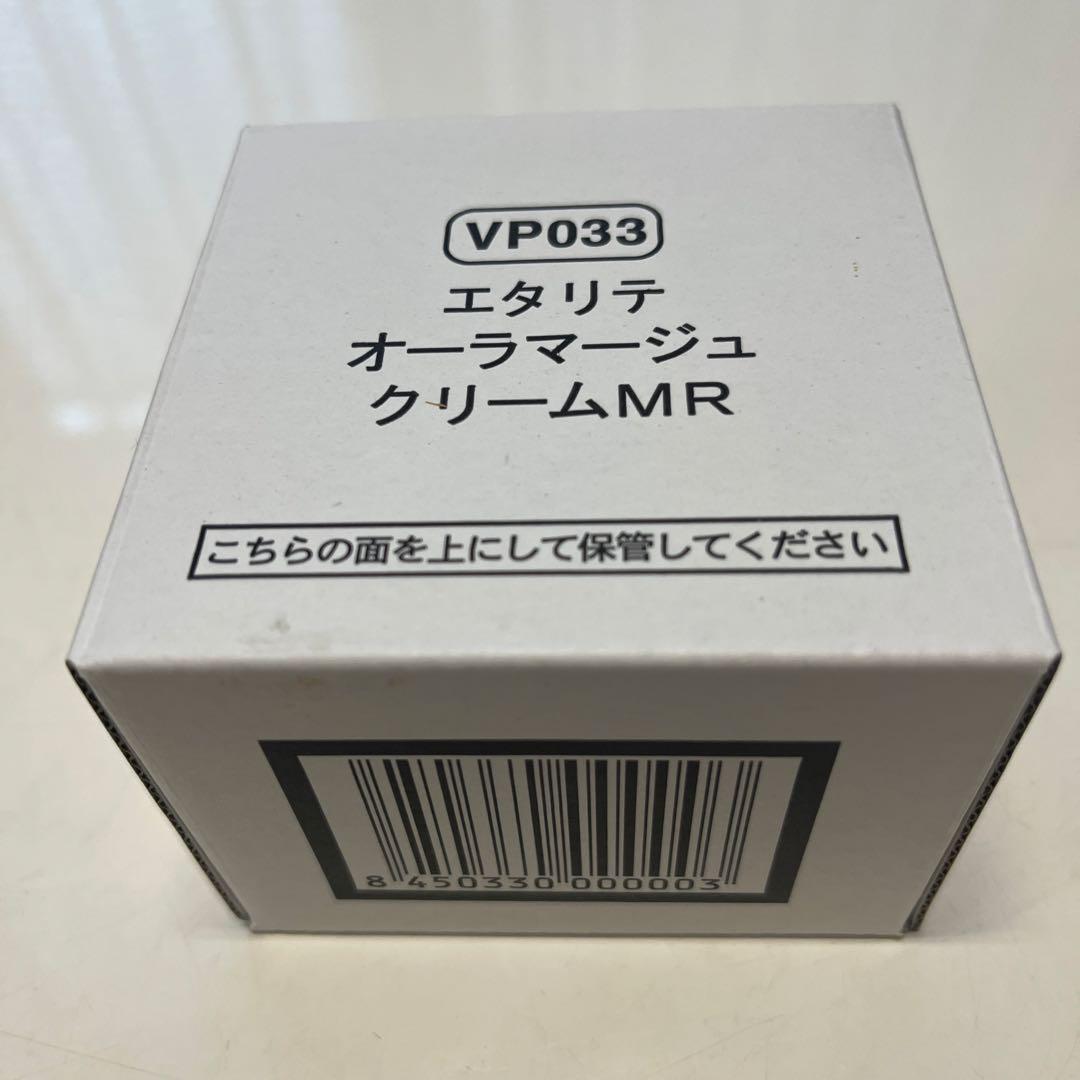 VP033
エタリテ
オーラマージュ
クリームMR
こちらの面を上にして保管してください
8 450330 000003